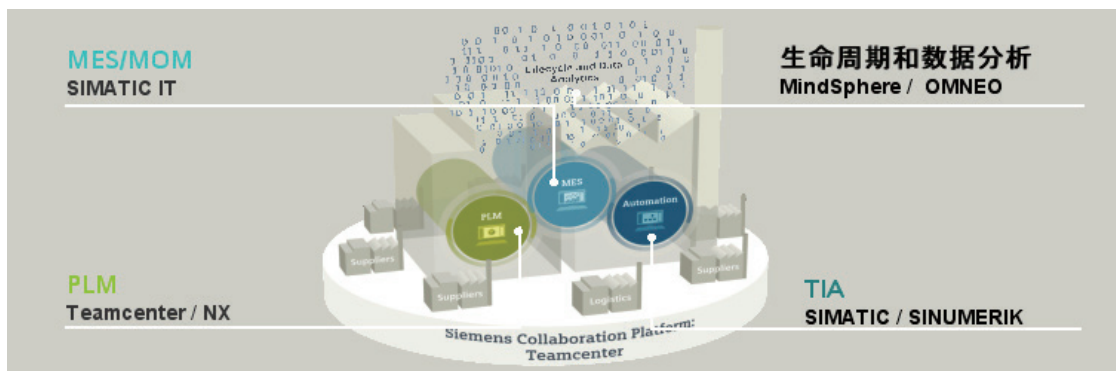 MES/MOM
SIMATIC IT
生命周期和数据分析
MindSphere / OMNEO
Lifecycle and Data
Analytics
MES
PLM
Automation
Suppliers
Suppliers
Logistics
Suppliers
PLM
Teamcenter / NX
TIA
SIMATIC / SINUMERIK
Siemens Collaboration Platform:
Teamcenter